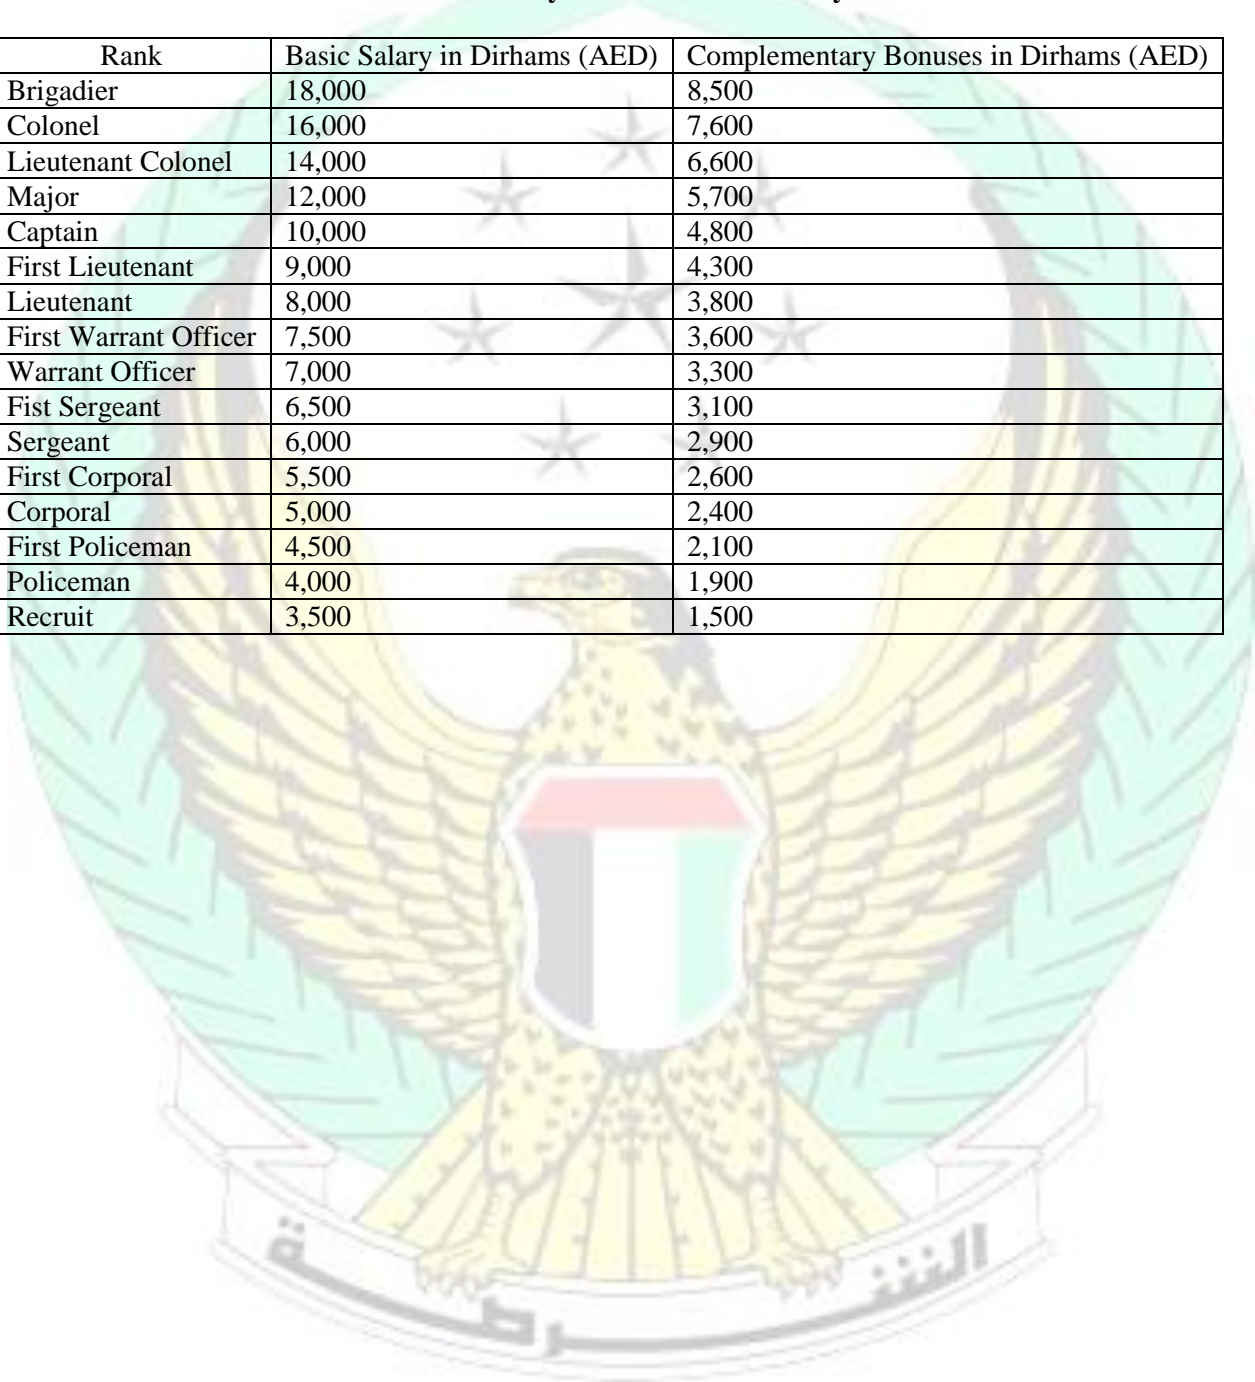 Rank Basic Salary in Dirhams (AED) Complementary Bonuses in Dirhams (AED)
Brigadier 18,000 8,500
Colonel 16,000 7,600
Lieutenant Colonel 14,000 6,600
Major 12,000 5,700
Captain 10,000 4,800
First Lieutenant 9,000 4,300
Lieutenant 8,000 3,800
First Warrant Officer 7,500 3,600
Warrant Officer 7,000 3,300
Fist Sergeant 6,500 3,100
Sergeant 6,000 2,900
First Corporal 5,500 2,600
Corporal 5,000 2,400
First Policeman 4,500 2,100
Policeman 4,000 1,900
Recruit 3,500 1,500
الشرطة